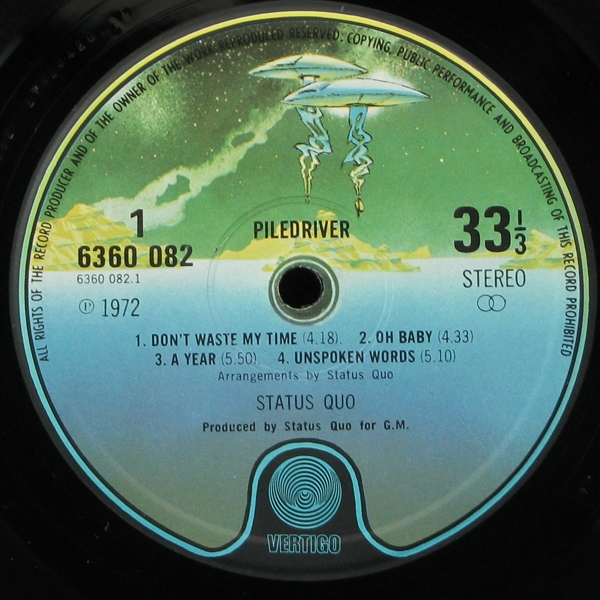 ALL RIGHTS OF THE RECORD PRODUCER AND OF THE OWNER OF THE WORK REPRODUCED RESERVED. COPYING, PUBLIC PERFORMANCE AND BROADCASTING OF THIS RECORD PROHIBITED
1
PILEDRIVER
33 1/3
6360 082
6360 082.1
STEREO
℗ 1972
1. DON'T WASTE MY TIME (4.18). 2. OH BABY (4.33)
3. A YEAR (5.50). 4. UNSPOKEN WORDS (5.10)
Arrangements by Status Quo
STATUS QUO
Produced by Status Quo for G.M.
VERTIGO